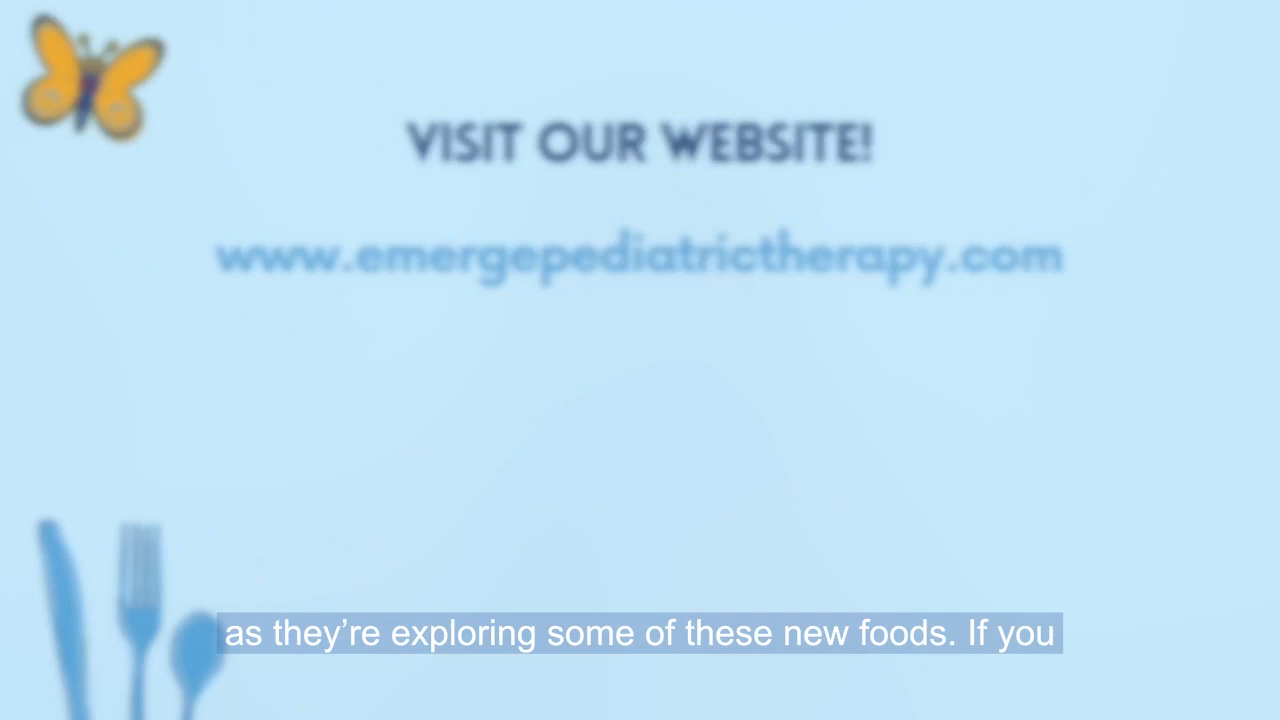 VISIT OUR WEBSITE!
www.emergepediatrictherapy.com
as they’re exploring some of these new foods. If you